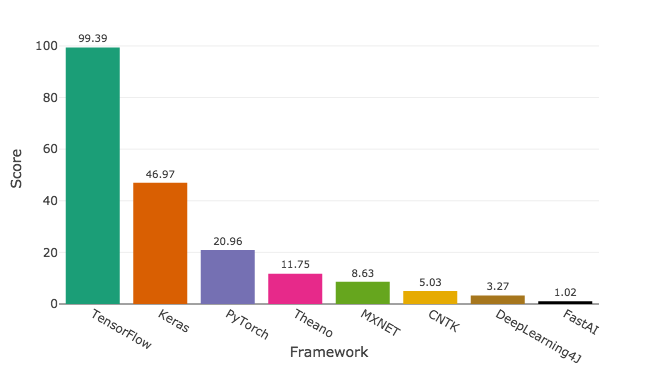 99.39
46.97
20.96
11.75
8.63
5.03
3.27
1.02
100
80
60
40
20
0
Score
TensorFlow
Keras
PyTorch
Theano
MXNET
CNTK
DeepLearning4J
FastAI
Framework